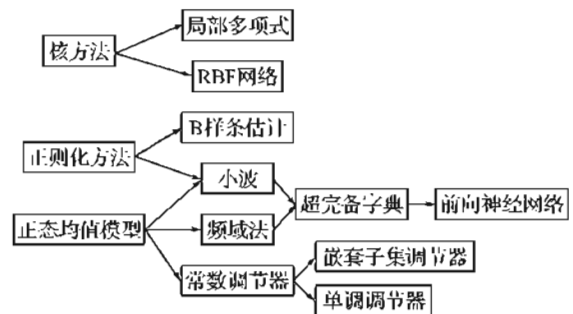 局部多项式
核方法
RBF网络
B样条估计
正则化方法
小波
超完备字典
前向神经网络
正态均值模型
频域法
嵌套子集调节器
常数调节器
单调调节器